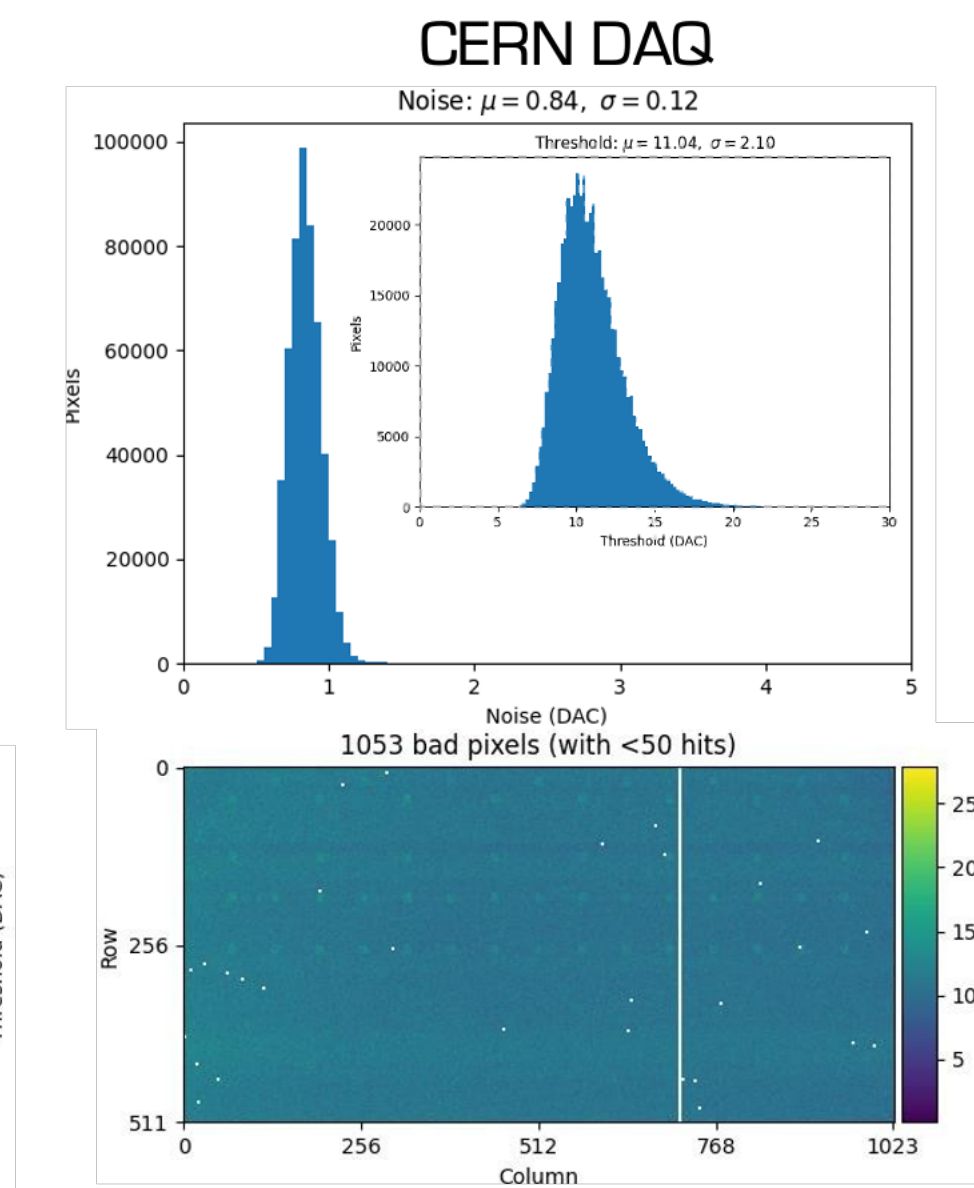 CERN DAQ
Noise: μ = 0.84, σ = 0.12
Threshold: μ = 11.04, σ = 2.10
100000
80000
60000
40000
20000
0
Pixels
20000
15000
10000
5000
0
Pixels
0 5 10 15 20 25 30
Threshold (DAC)
0 1 2 3 4 5
Noise (DAC)
1053 bad pixels (with <50 hits)
0
256
511
Row
0 256 512 768 1023
Column
25
20
15
10
5